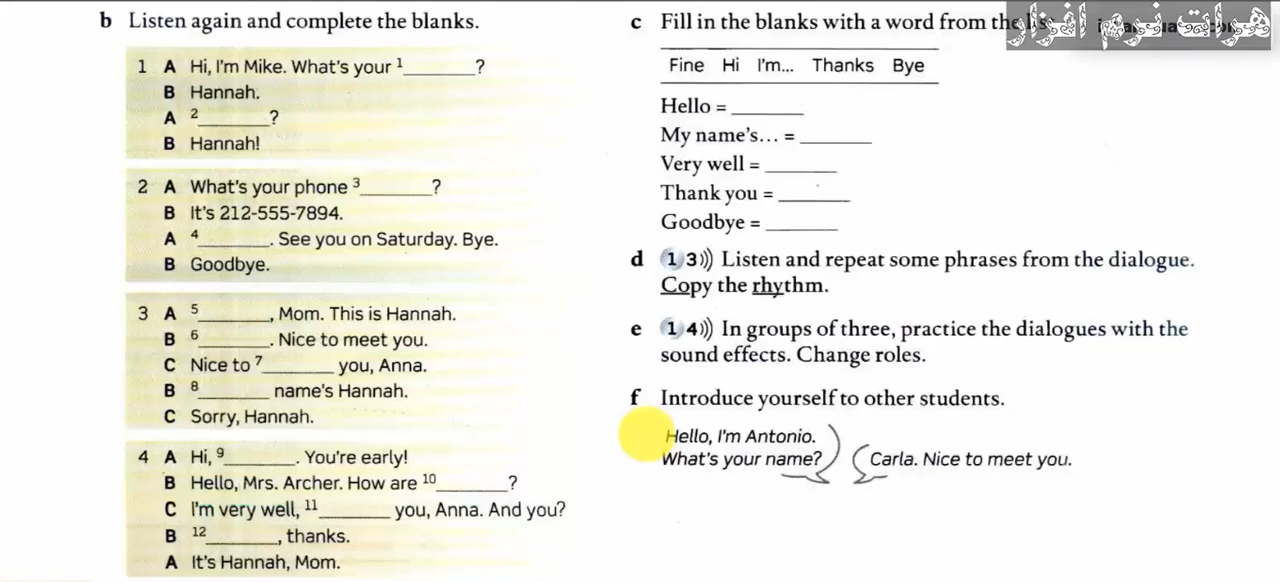 b Listen again and complete the blanks.
1 A Hi, I'm Mike. What's your ¹________?
B Hannah.
A ²________?
B Hannah!
2 A What's your phone ³________?
B It's 212-555-7894.
A ⁴________. See you on Saturday. Bye.
B Goodbye.
3 A ⁵________, Mom. This is Hannah.
B ⁶________. Nice to meet you.
C Nice to ⁷________ you, Anna.
B ⁸________ name's Hannah.
C Sorry, Hannah.
4 A Hi, ⁹________. You're early!
B Hello, Mrs. Archer. How are ¹⁰________?
C I'm very well, ¹¹________ you, Anna. And you?
B ¹²________, thanks.
A It's Hannah, Mom.
c Fill in the blanks with a word from the
هرات نرم افزار
Fine Hi I'm... Thanks Bye
Hello = ________
My name's... = ________
Very well = ________
Thank you = ________
Goodbye = ________
d 1 3))) Listen and repeat some phrases from the dialogue.
Copy the rhythm.
e 1 4))) In groups of three, practice the dialogues with the
sound effects. Change roles.
f Introduce yourself to other students.
Hello, I'm Antonio.
What's your name?
Carla. Nice to meet you.